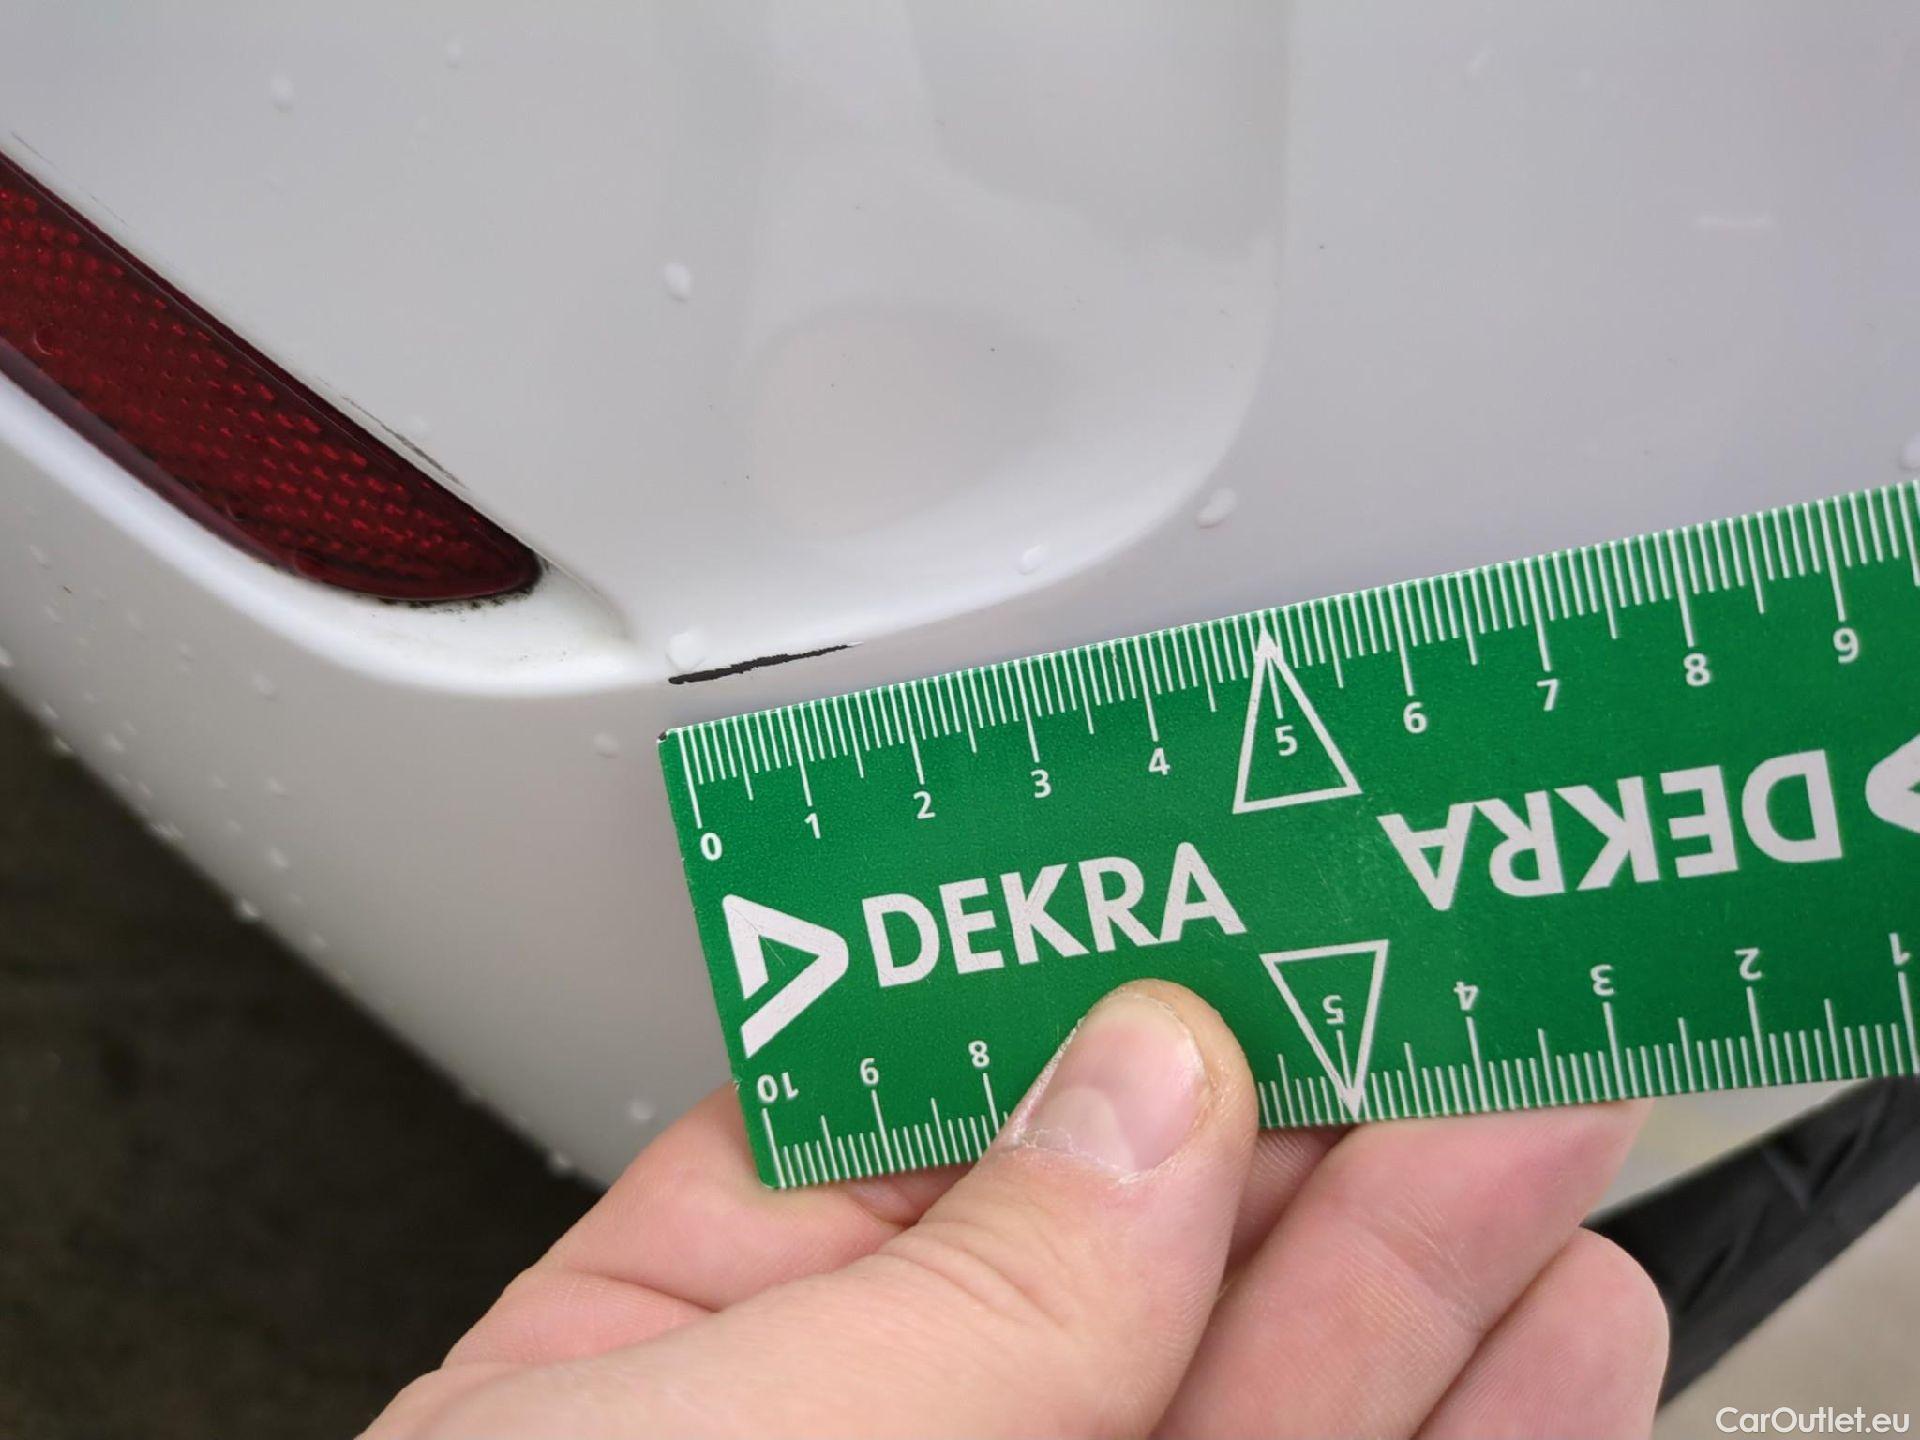 0 1 2 3 4 5 6 7 8 9
DEKRA
DEKRA
10 9 8 5 4 3 2 1
CarOutlet.eu